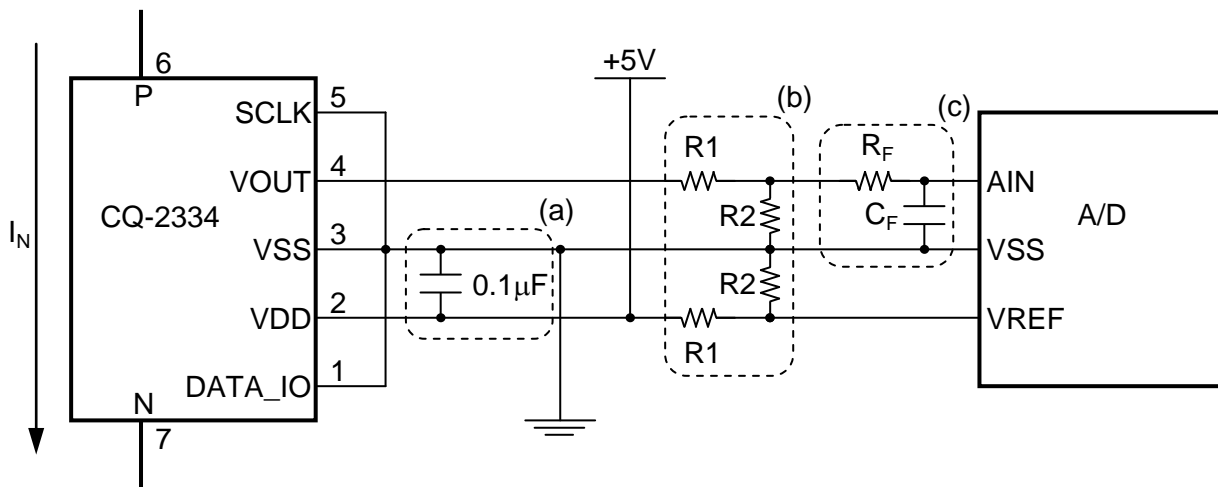 +5V
6
P
(b)
(c)
SCLK
5
R1
RF
VOUT
4
AIN
CQ-2334
(a)
R2
CF
A/D
IN
VSS
3
VSS
0.1μF
R2
VDD
2
VREF
R1
DATA_IO
1
N
7